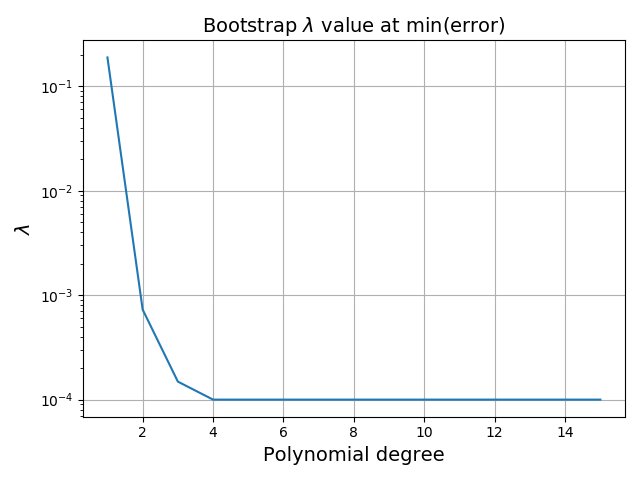 Bootstrap λ value at min(error)
10⁻¹
10⁻²
10⁻³
10⁻⁴
λ
2 4 6 8 10 12 14
Polynomial degree